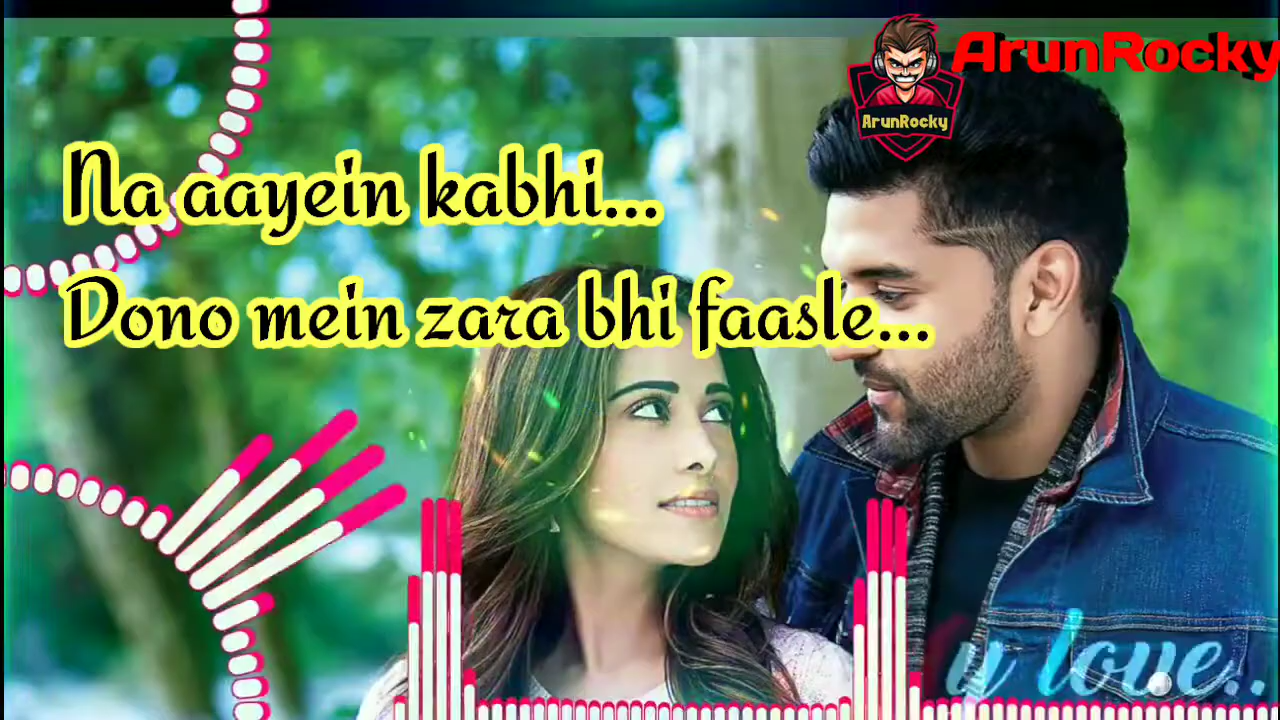 ArunRocky
ArunRocky
Na aayein kabhi...
Dono mein zara bhi faasle...
u love..